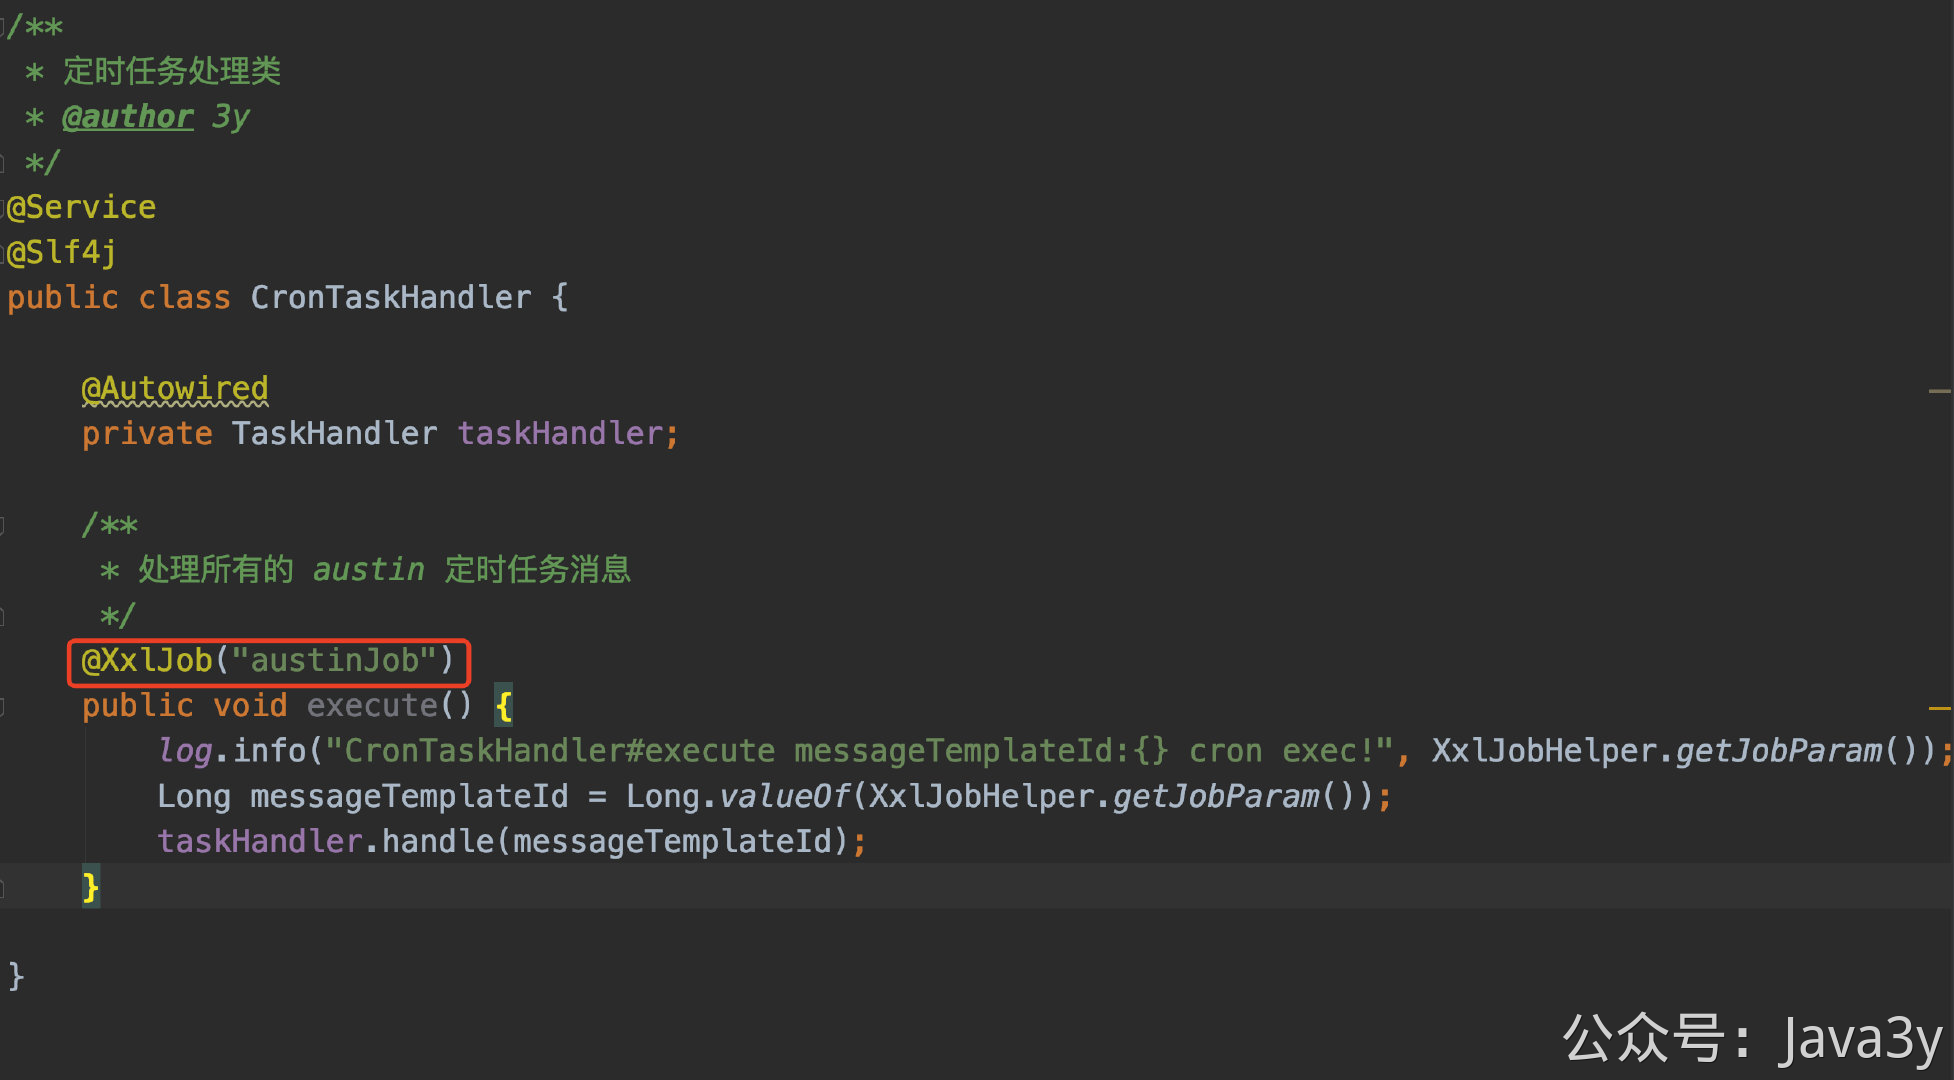 /**
 * 定时任务处理类
 * @author 3y
 */
@Service
@Slf4j
public class CronTaskHandler {
    @Autowired
    private TaskHandler taskHandler;
    /**
     * 处理所有的 austin 定时任务消息
     */
    @XxlJob("austinJob")
    public void execute() {
        log.info("CronTaskHandler#execute messageTemplateId:{} cron exec!", XxlJobHelper.getJobParam());
        Long messageTemplateId = Long.valueOf(XxlJobHelper.getJobParam());
        taskHandler.handle(messageTemplateId);
    }
}
公众号：Java3y